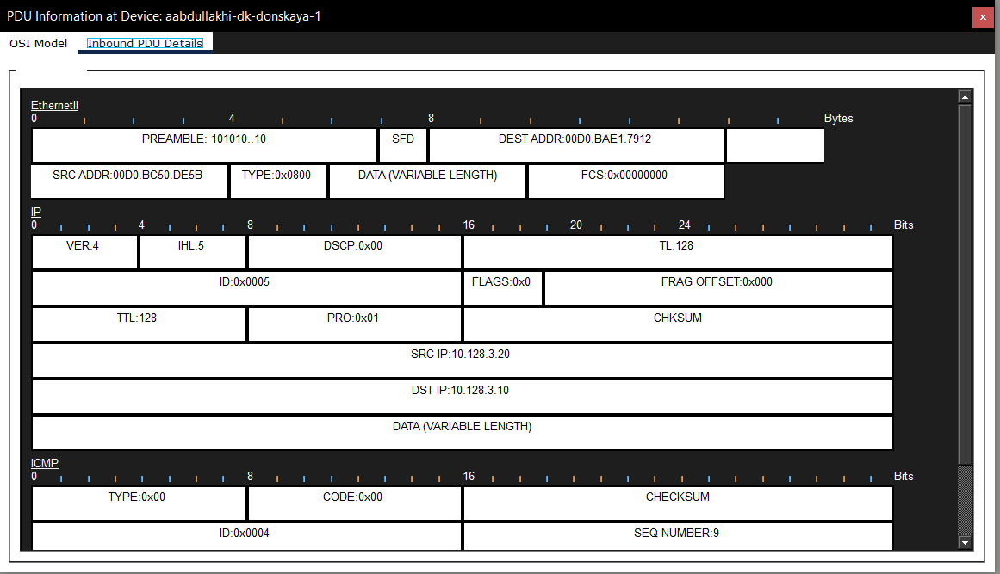 PDU Information at Device: aabdullakhi-dk-donskaya-1
×
OSI Model Inbound PDU Details
EthernetII
0 4 8 Bytes
PREAMBLE: 101010..10 SFD DEST ADDR:00D0.BAE1.7912
SRC ADDR:00D0.BC50.DE5B TYPE:0x0800 DATA (VARIABLE LENGTH) FCS:0x00000000
IP
0 4 8 16 20 24 Bits
VER:4 IHL:5 DSCP:0x00 TL:128
ID:0x0005 FLAGS:0x0 FRAG OFFSET:0x000
TTL:128 PRO:0x01 CHKSUM
SRC IP:10.128.3.20
DST IP:10.128.3.10
DATA (VARIABLE LENGTH)
ICMP
0 8 16 Bits
TYPE:0x00 CODE:0x00 CHECKSUM
ID:0x0004 SEQ NUMBER:9